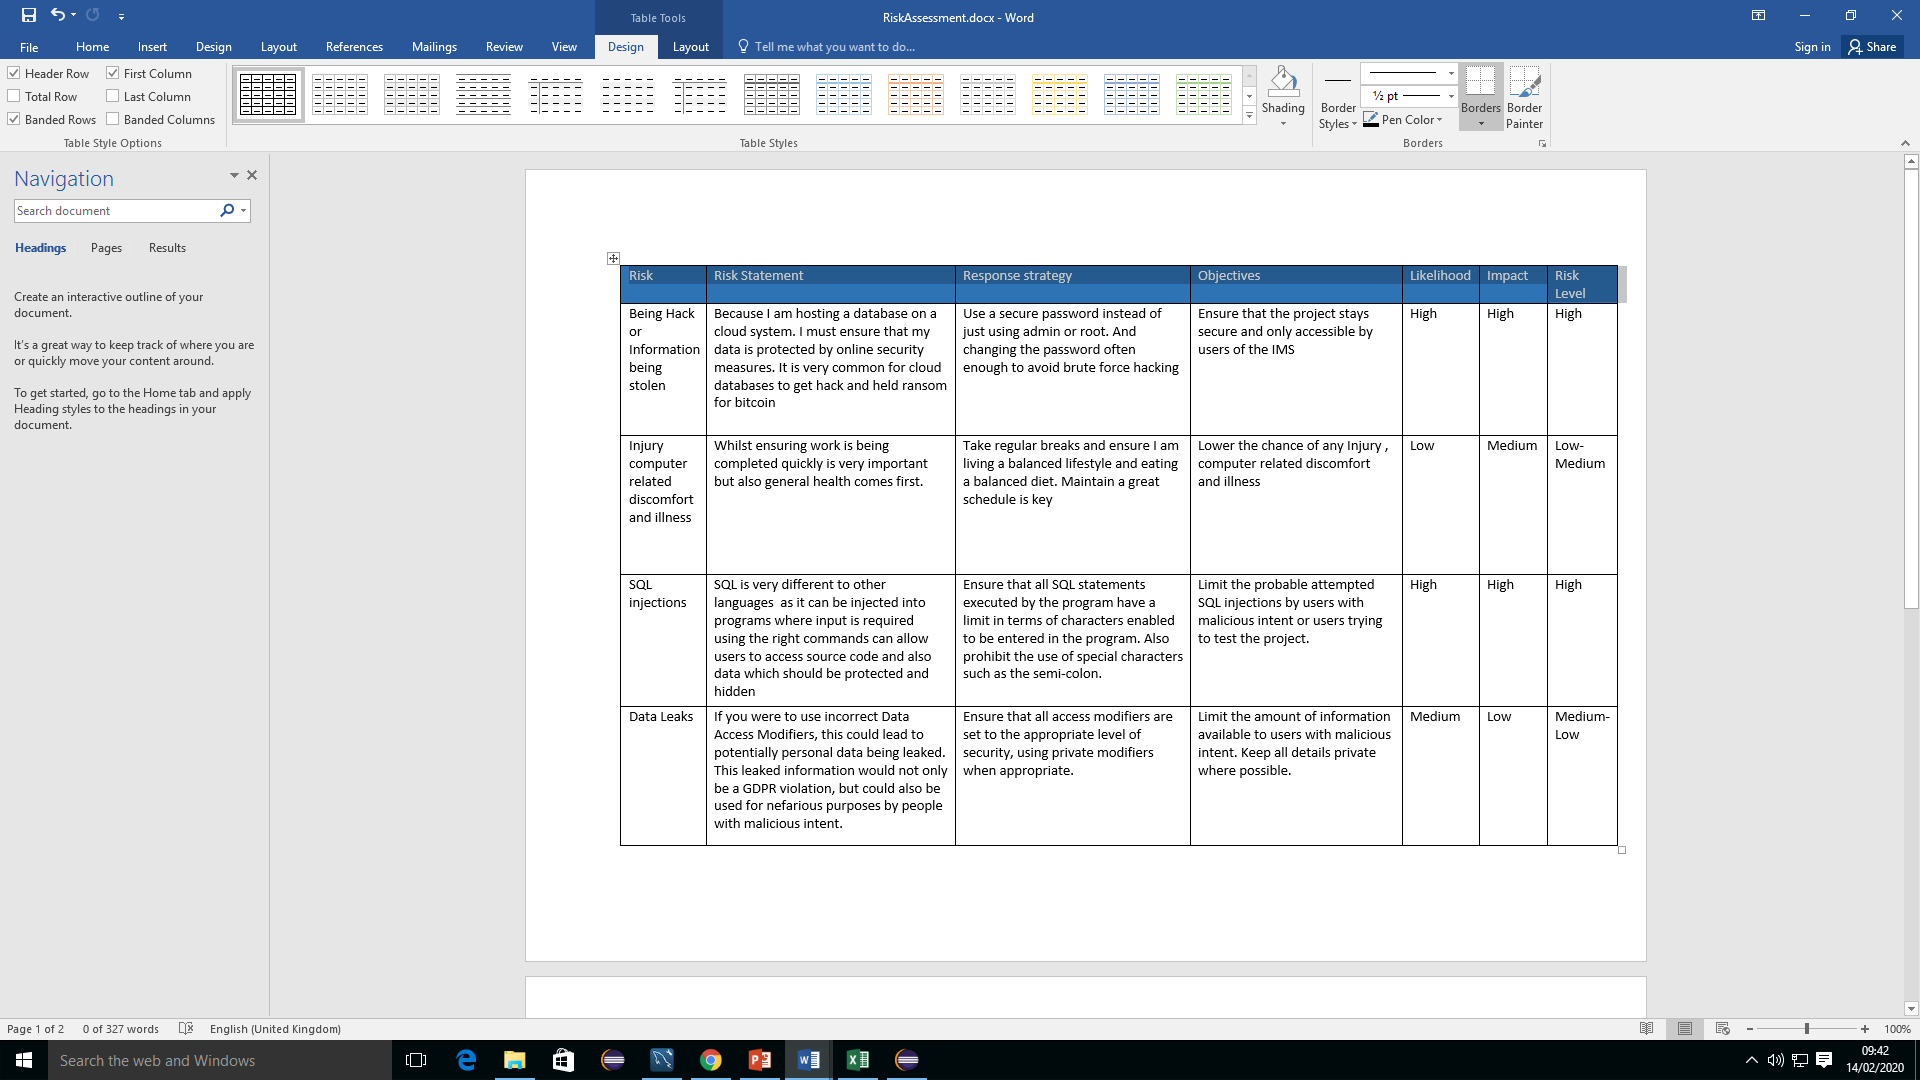 Table Tools
RiskAssessment.docx - Word
File Home Insert Design Layout References Mailings Review View Design Layout Tell me what you want to do... Sign in Share
Header Row First Column
Total Row Last Column
Banded Rows Banded Columns
Table Style Options
Table Styles
Shading
Border Styles
½ pt
Pen Color
Borders
Border Painter
Borders
Navigation
Search document
Headings Pages Results
Create an interactive outline of your
document.
It's a great way to keep track of where you are
or quickly move your content around.
To get started, go to the Home tab and apply
Heading styles to the headings in your
document.
Risk
Risk Statement
Response strategy
Objectives
Likelihood
Impact
Risk
Level
Being Hack
or
Information
being
stolen
Because I am hosting a database on a
cloud system. I must ensure that my
data is protected by online security
measures. It is very common for cloud
databases to get hack and held ransom
for bitcoin
Use a secure password instead of
just using admin or root. And
changing the password often
enough to avoid brute force hacking
Ensure that the project stays
secure and only accessible by
users of the IMS
High
High
High
Injury
computer
related
discomfort
and illness
Whilst ensuring work is being
completed quickly is very important
but also general health comes first.
Take regular breaks and ensure I am
living a balanced lifestyle and eating
a balanced diet. Maintain a great
schedule is key
Lower the chance of any Injury ,
computer related discomfort
and illness
Low
Medium
Low-
Medium
SQL
injections
SQL is very different to other
languages  as it can be injected into
programs where input is required
using the right commands can allow
users to access source code and also
data which should be protected and
hidden
Ensure that all SQL statements
executed by the program have a
limit in terms of characters enabled
to be entered in the program. Also
prohibit the use of special characters
such as the semi-colon.
Limit the probable attempted
SQL injections by users with
malicious intent or users trying
to test the project.
High
High
High
Data Leaks
If you were to use incorrect Data
Access Modifiers, this could lead to
potentially personal data being leaked.
This leaked information would not only
be a GDPR violation, but could also be
used for nefarious purposes by people
with malicious intent.
Ensure that all access modifiers are
set to the appropriate level of
security, using private modifiers
when appropriate.
Limit the amount of information
available to users with malicious
intent. Keep all details private
where possible.
Medium
Low
Medium-
Low
Page 1 of 2 0 of 327 words English (United Kingdom) 100%
Search the web and Windows
09:42
14/02/2020